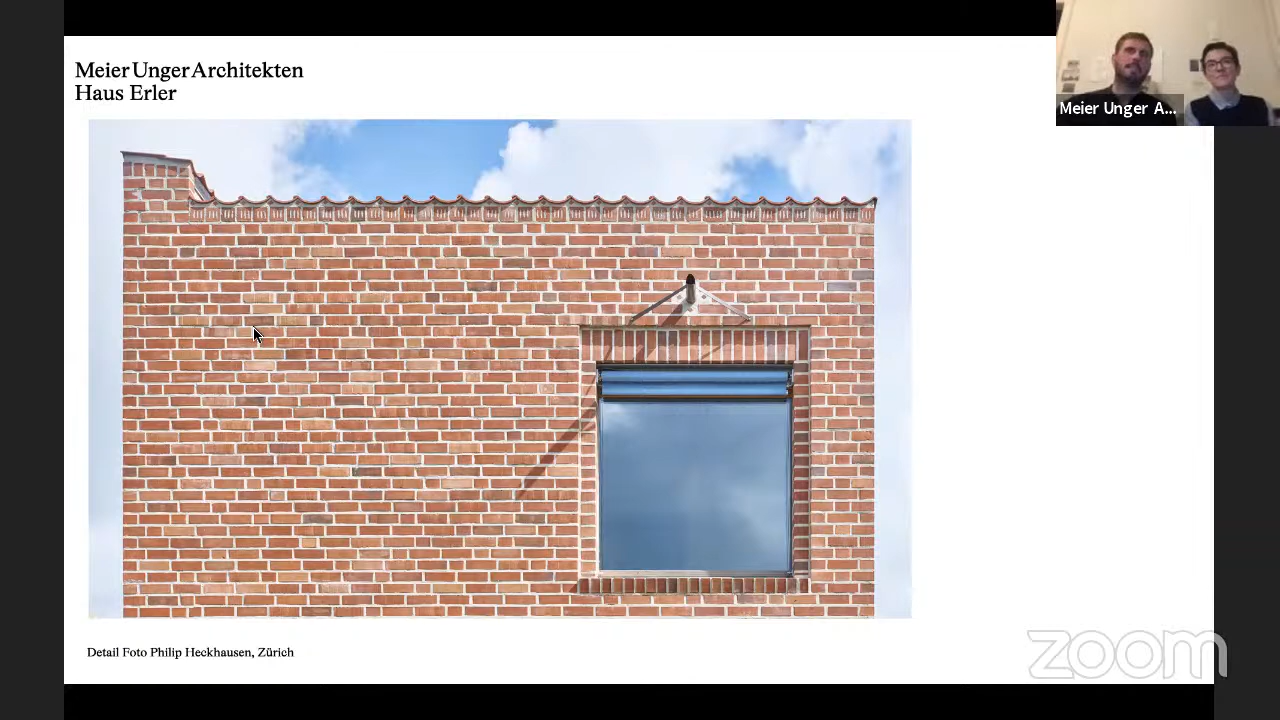 Meier Unger Architekten
Haus Erler
Meier Unger A...
Detail Foto Philip Heckhausen, Zürich
zoom